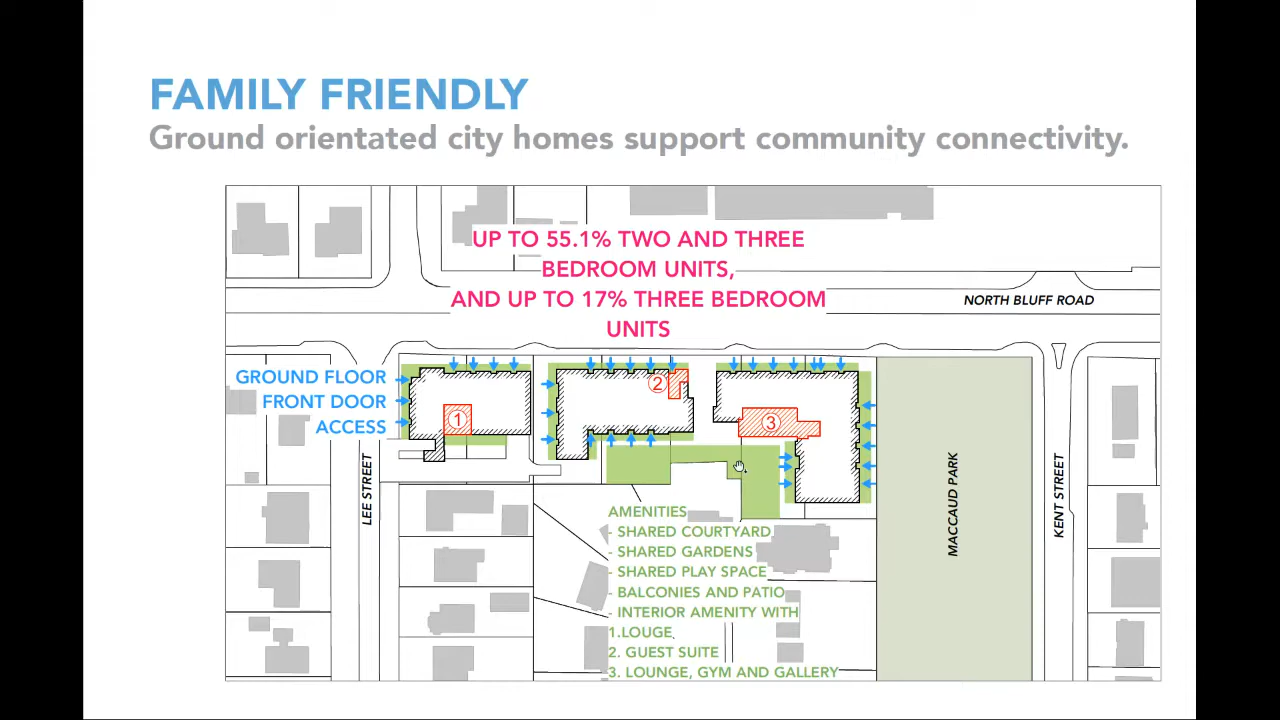 FAMILY FRIENDLY
Ground orientated city homes support community connectivity.
UP TO 55.1% TWO AND THREE
BEDROOM UNITS,
AND UP TO 17% THREE BEDROOM
UNITS
NORTH BLUFF ROAD
GROUND FLOOR
FRONT DOOR
ACCESS
1
2
3
LEE STREET
MACCAUD PARK
KENT STREET
AMENITIES
- SHARED COURTYARD
- SHARED GARDENS
- SHARED PLAY SPACE
- BALCONIES AND PATIO
- INTERIOR AMENITY WITH
1.LOUGE,
2. GUEST SUITE
3. LOUNGE, GYM AND GALLERY